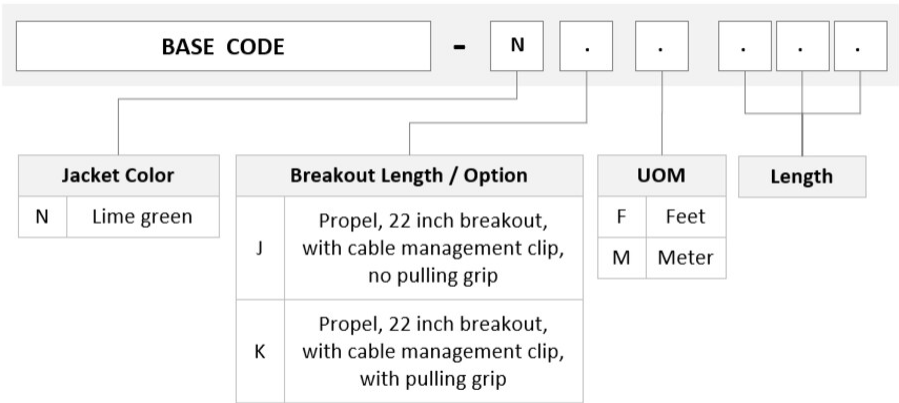 BASE CODE - N . . . . .
Jacket Color
N Lime green
Breakout Length / Option
J Propel, 22 inch breakout,
with cable management clip,
no pulling grip
K Propel, 22 inch breakout,
with cable management clip,
with pulling grip
UOM
F Feet
M Meter
Length